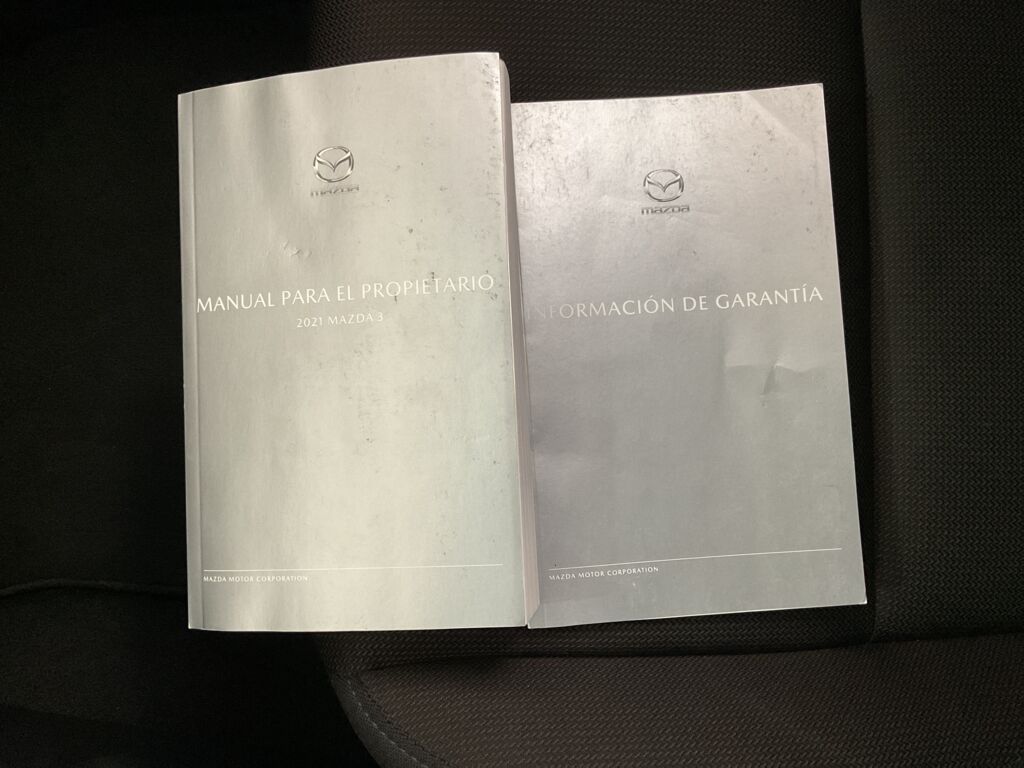 mazda
MANUAL PARA EL PROPIETARIO
2021 MAZDA 3
MAZDA MOTOR CORPORATION
mazda
INFORMACIÓN DE GARANTÍA
MAZDA MOTOR CORPORATION